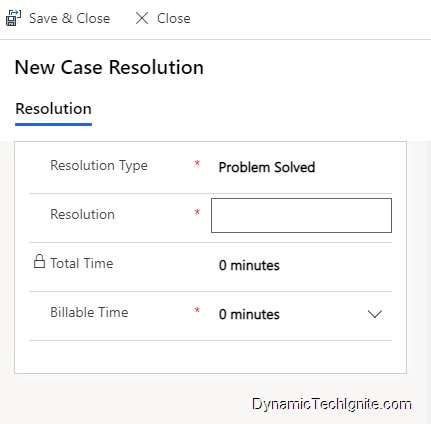 Save & Close Close
New Case Resolution
Resolution
Resolution Type * Problem Solved
Resolution *
Total Time 0 minutes
Billable Time * 0 minutes
DynamicTechIgnite.com